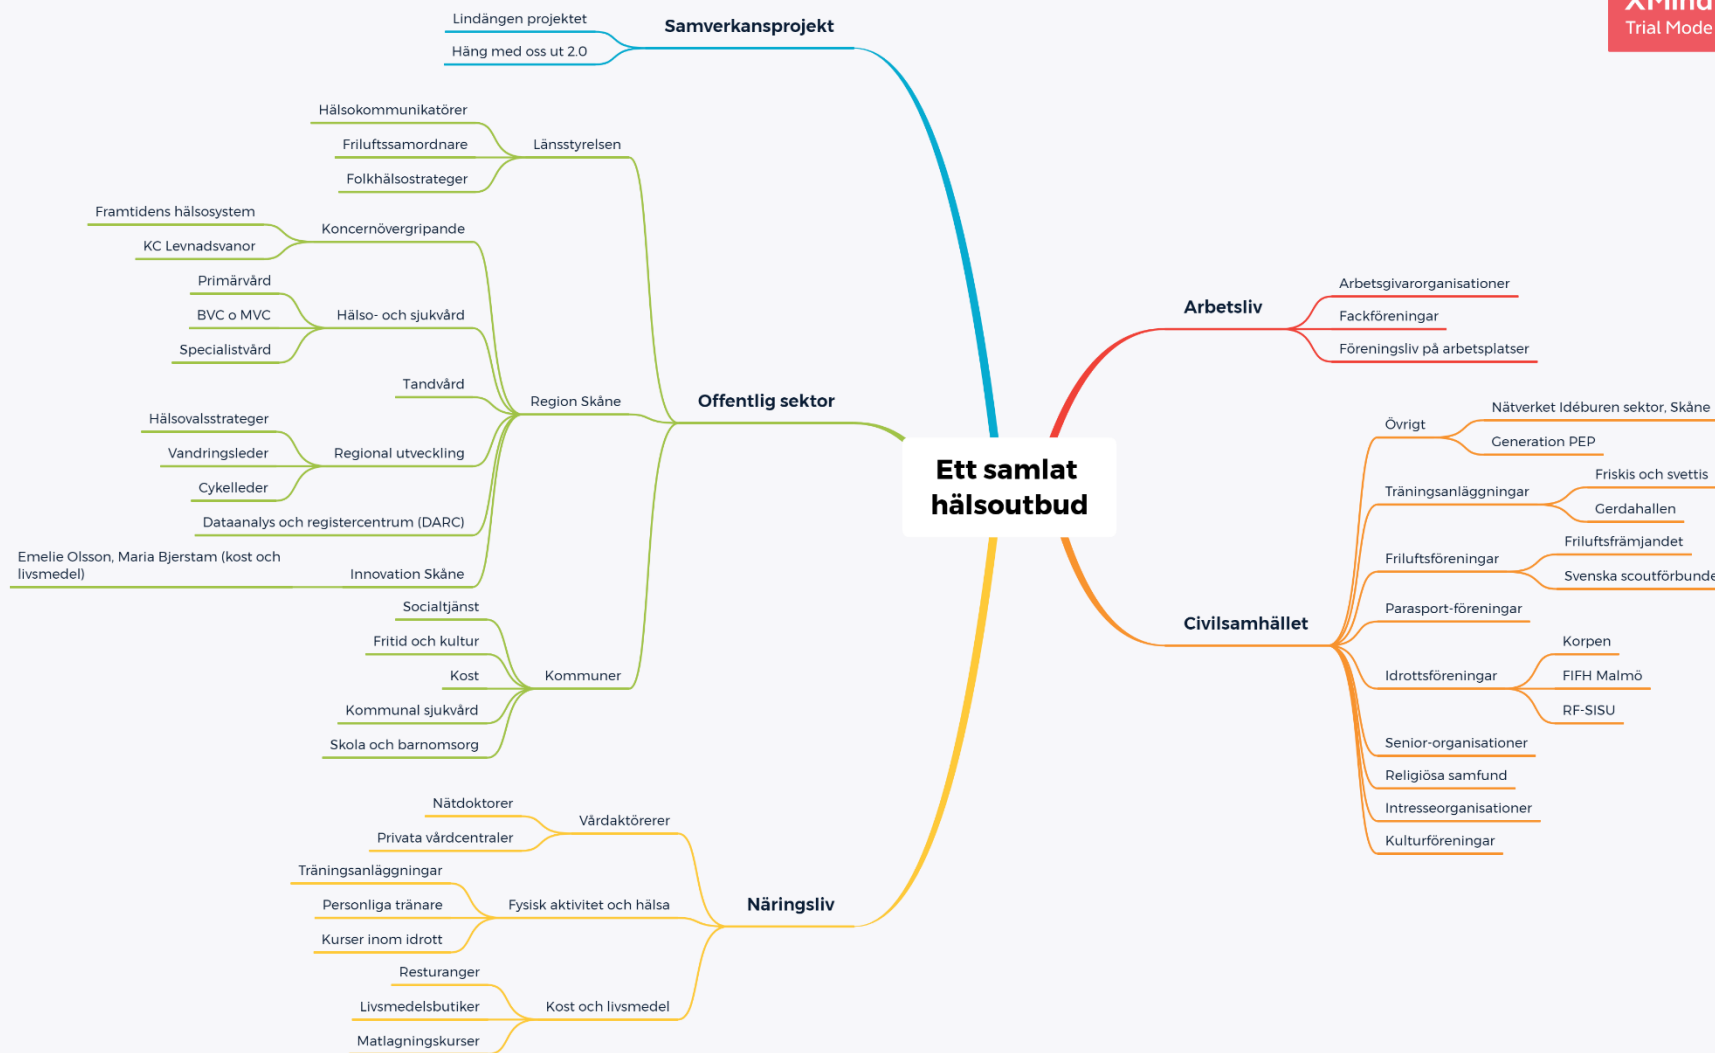 XMind
Trial Mode
Samverkansprojekt
Lindängen projektet
Häng med oss ut 2.0
Offentlig sektor
Länsstyrelsen
Hälsokommunikatörer
Friluftssamordnare
Folkhälsostrateger
Region Skåne
Koncernövergripande
Framtidens hälsosystem
KC Levnadsvanor
Hälso- och sjukvård
Primärvård
BVC o MVC
Specialistvård
Tandvård
Regional utveckling
Hälsovalsstrateger
Vandringsleder
Cykelleder
Dataanalys och registercentrum (DARC)
Innovation Skåne
Emelie Olsson, Maria Bjerstam (kost och
livsmedel)
Kommuner
Socialtjänst
Fritid och kultur
Kost
Kommunal sjukvård
Skola och barnomsorg
Näringsliv
Vårdaktörerer
Nätdoktorer
Privata vårdcentraler
Fysisk aktivitet och hälsa
Träningsanläggningar
Personliga tränare
Kurser inom idrott
Kost och livsmedel
Resturanger
Livsmedelsbutiker
Matlagningskurser
Ett samlat
hälsoutbud
Arbetsliv
Arbetsgivarorganisationer
Fackföreningar
Föreningsliv på arbetsplatser
Civilsamhället
Övrigt
Nätverket Idéburen sektor, Skåne
Generation PEP
Träningsanläggningar
Friskis och svettis
Gerdahallen
Friluftsföreningar
Friluftsfrämjandet
Svenska scoutförbunde
Parasport-föreningar
Idrottsföreningar
Korpen
FIFH Malmö
RF-SISU
Senior-organisationer
Religiösa samfund
Intresseorganisationer
Kulturföreningar